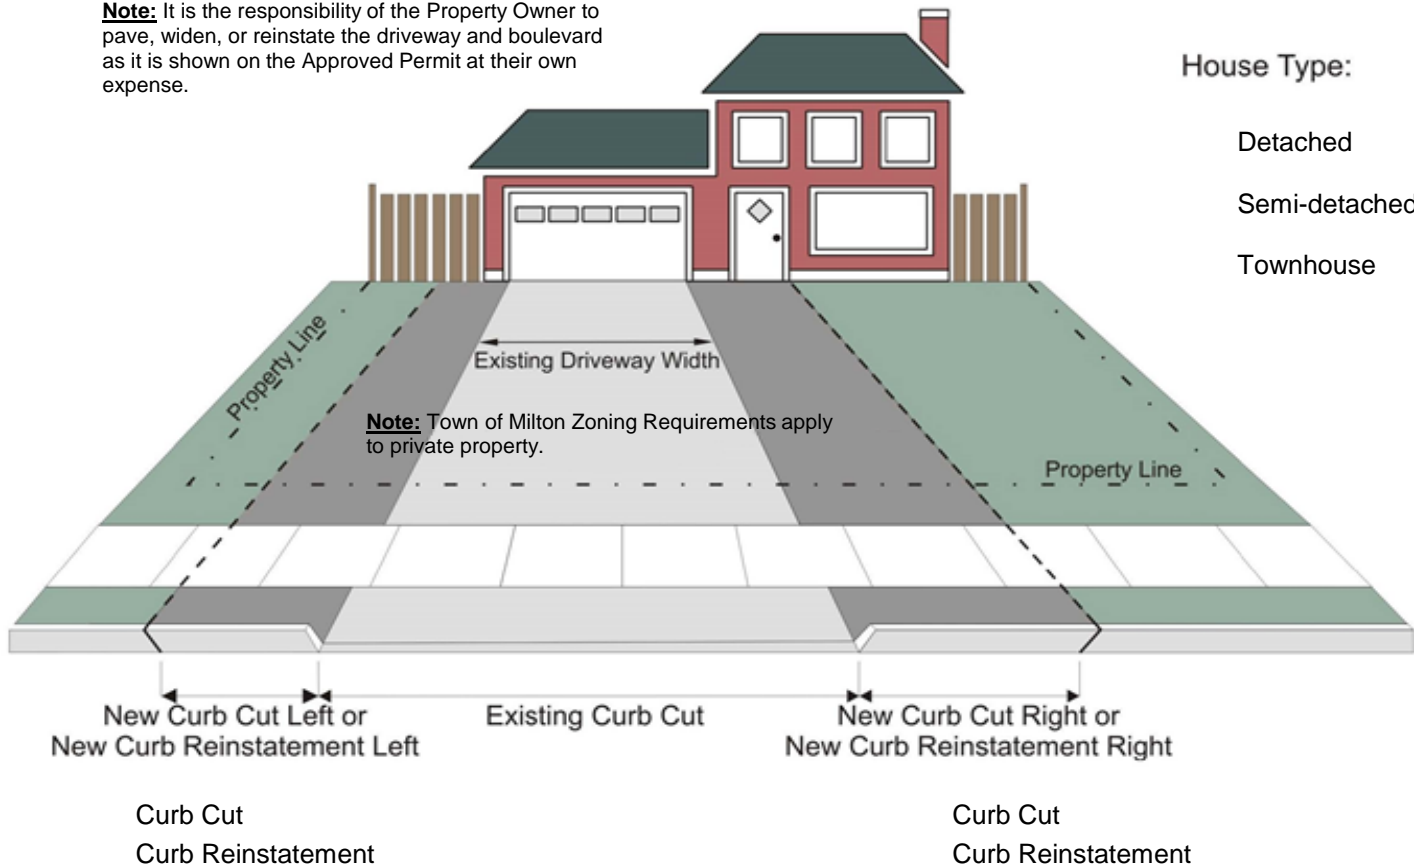 Note: It is the responsibility of the Property Owner to
pave, widen, or reinstate the driveway and boulevard
as it is shown on the Approved Permit at their own
expense.
House Type:
Detached
Semi-detached
Townhouse
Property Line
Existing Driveway Width
Note: Town of Milton Zoning Requirements apply
to private property.
Property Line
New Curb Cut Left or
New Curb Reinstatement Left
Existing Curb Cut
New Curb Cut Right or
New Curb Reinstatement Right
Curb Cut
Curb Reinstatement
Curb Cut
Curb Reinstatement